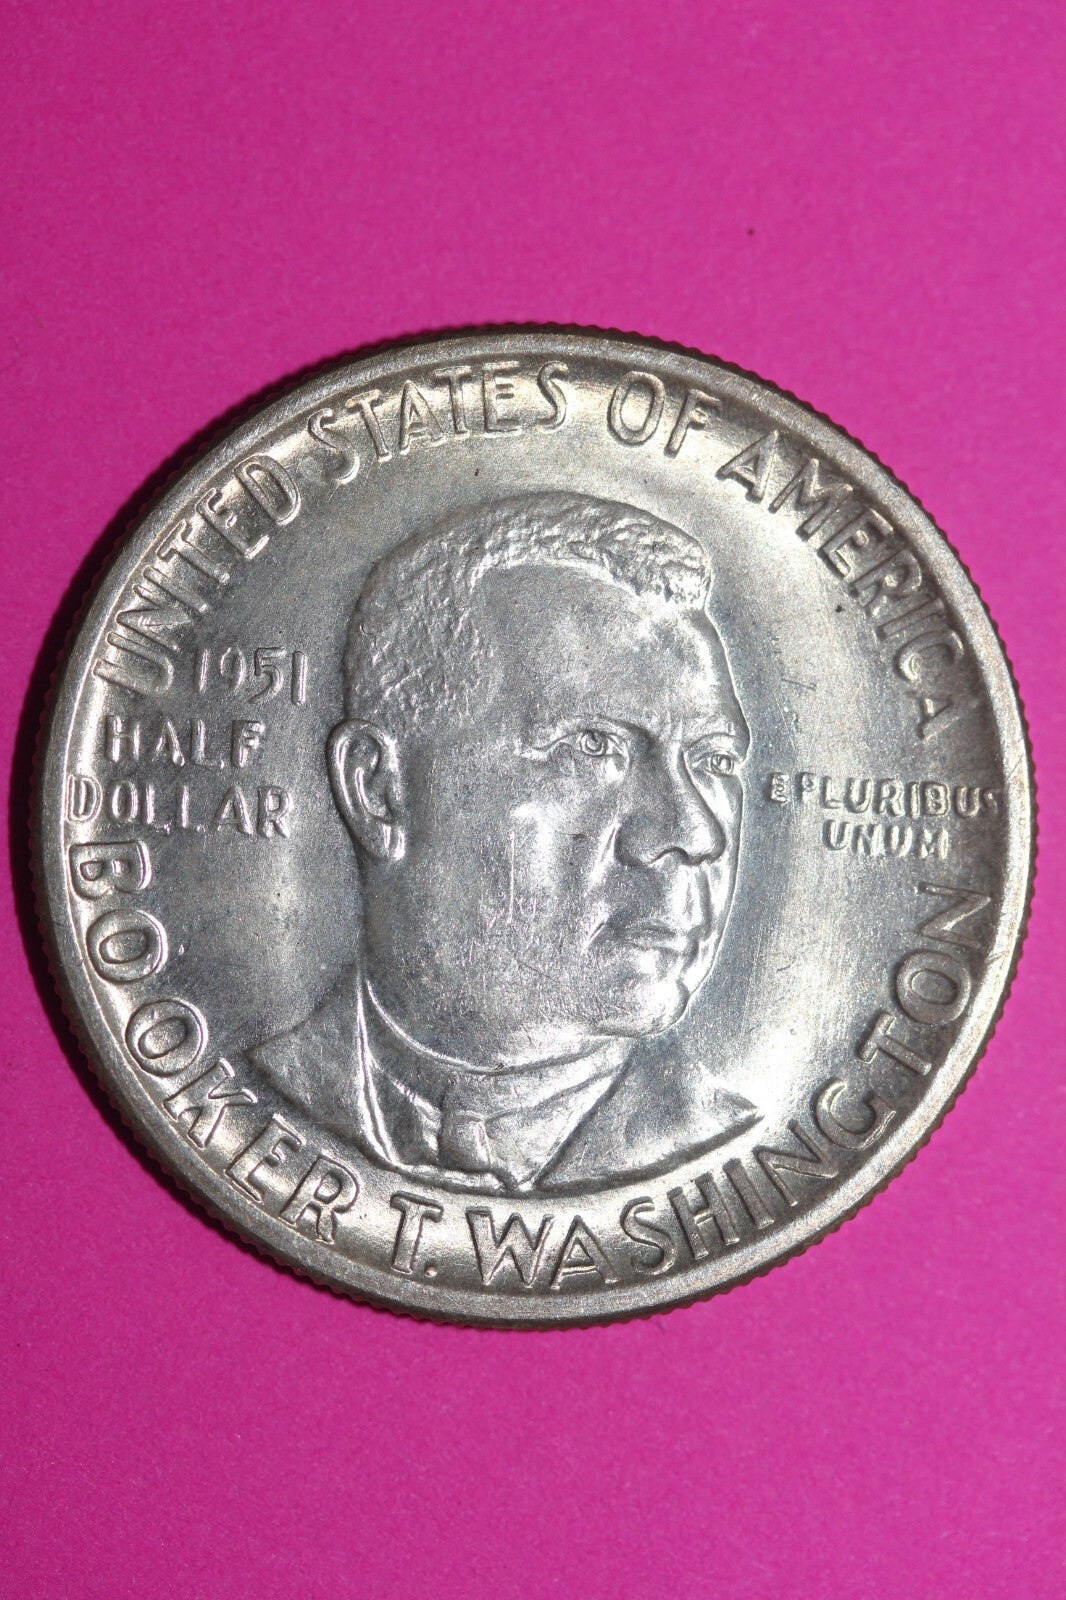 UNITED STATES OF AMERICA
1951
HALF
DOLLAR
E PLURIBUS
UNUM
BOOKER T. WASHINGTON